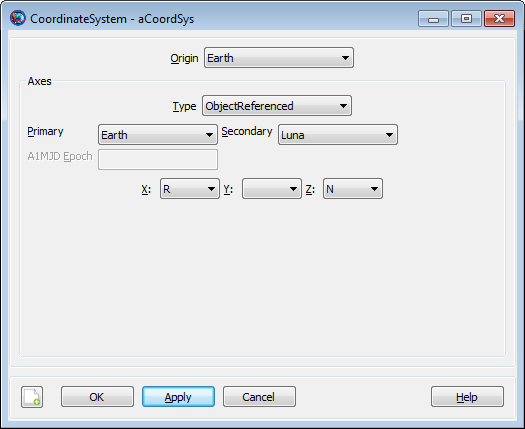 CoordinateSystem - aCoordSys
Origin Earth
Axes
Type ObjectReferenced
Primary Earth Secondary Luna
A1MJD Epoch
X: R Y: Z: N
OK Apply Cancel Help